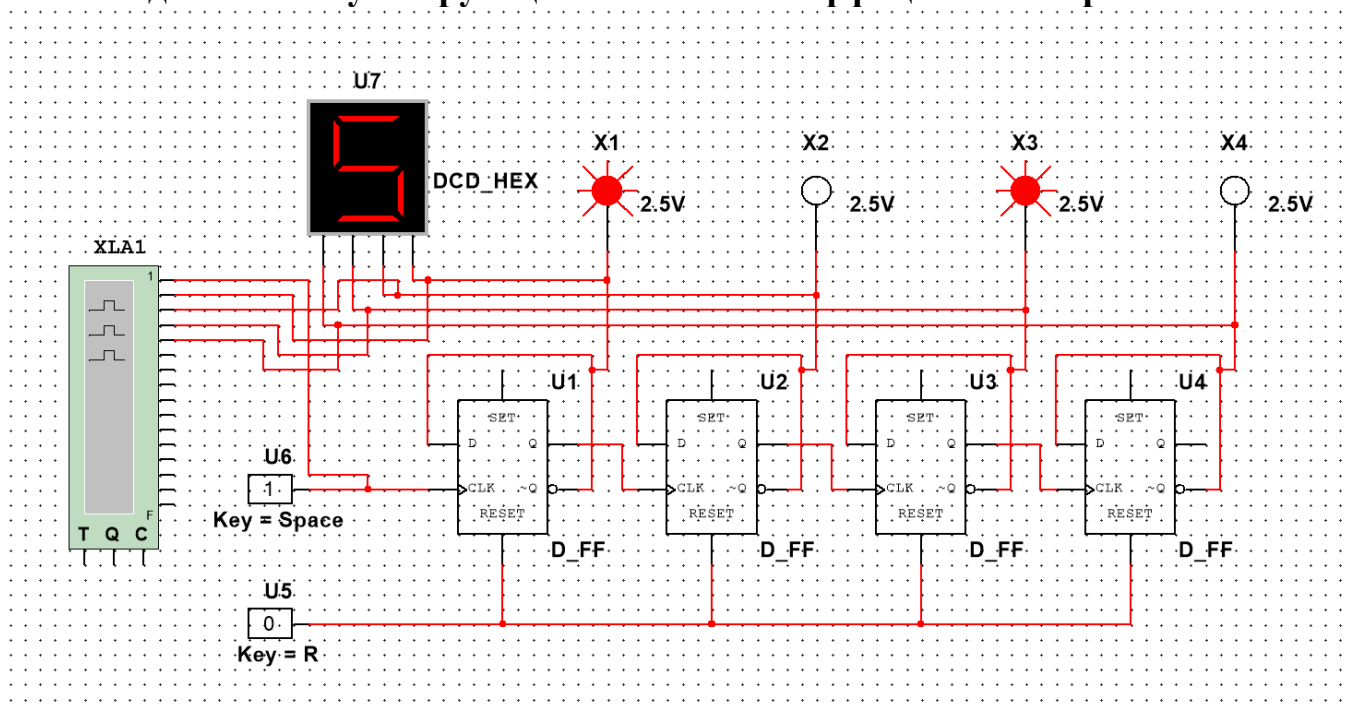 U7
5
DCD_HEX
X1
2.5V
X2
2.5V
X3
2.5V
X4
2.5V
XLA1
1
F
T Q C
U6
1
Key = Space
U5
0
Key = R
U1
SET
D
Q
CLK
~Q
RESET
D_FF
U2
SET
D
Q
CLK
~Q
RESET
D_FF
U3
SET
D
Q
CLK
~Q
RESET
D_FF
U4
SET
D
Q
CLK
~Q
RESET
D_FF